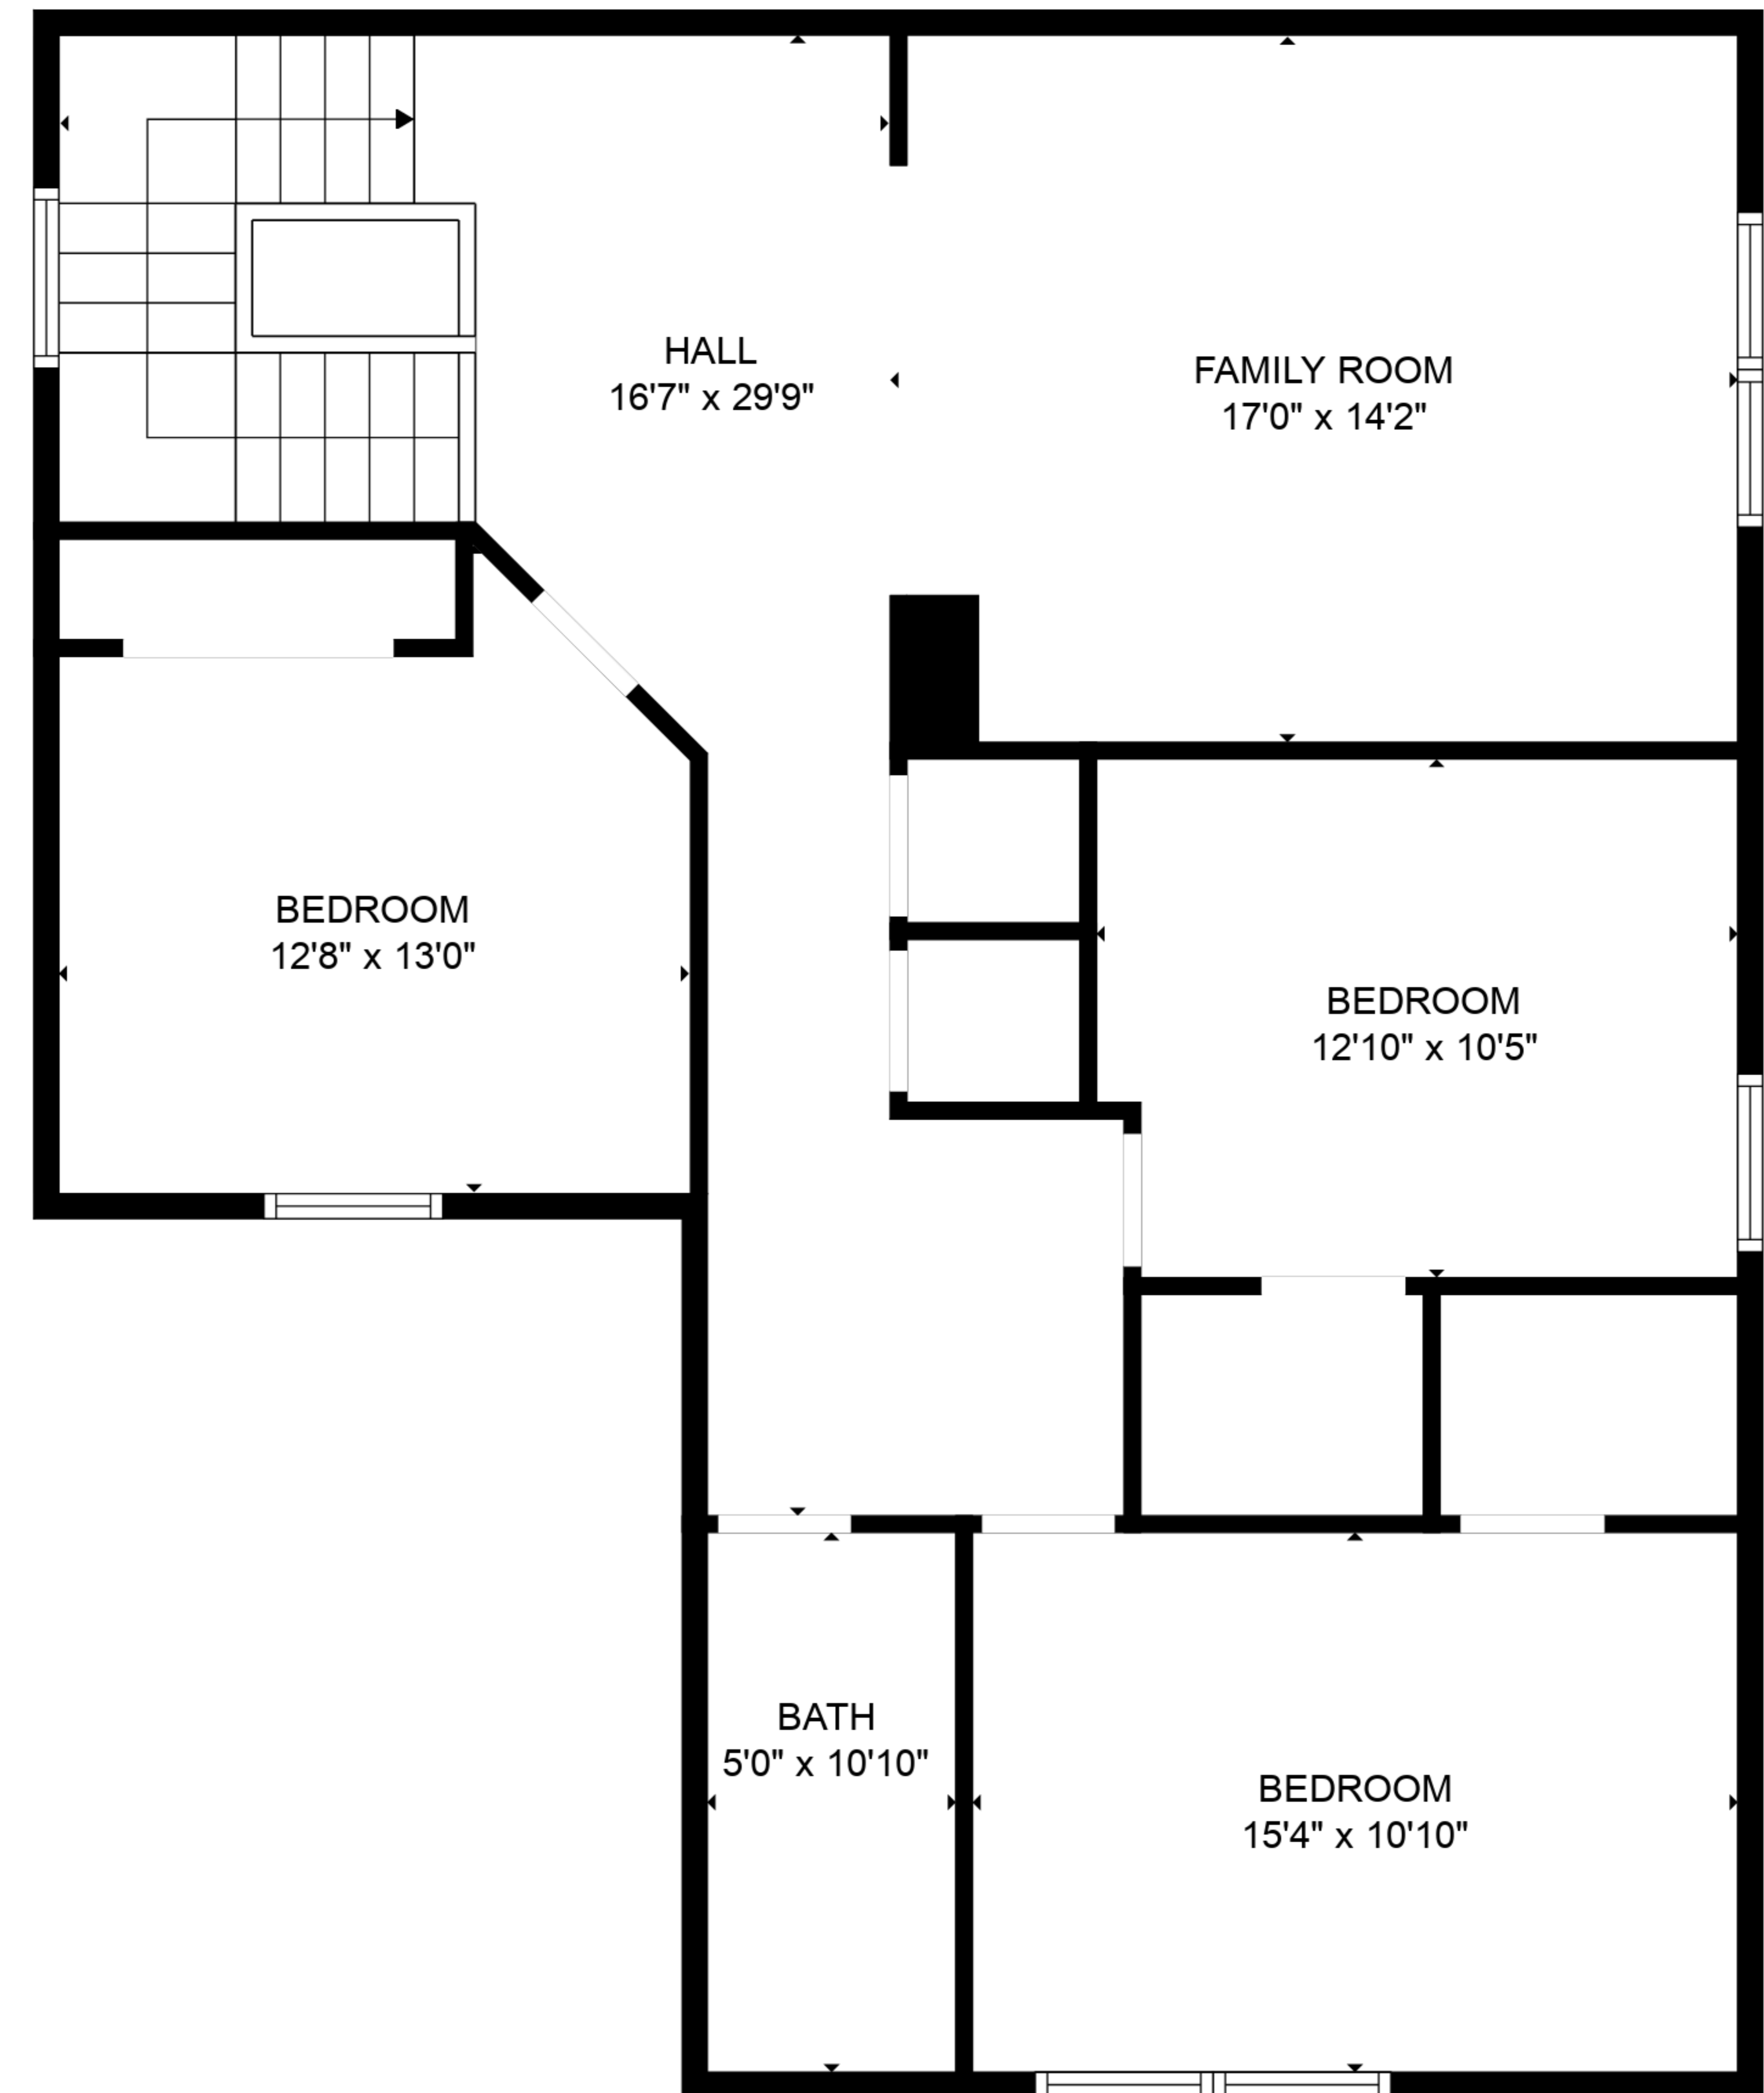 HALL
16'7" x 29'9"
FAMILY ROOM
17'0" x 14'2"
BEDROOM
12'8" x 13'0"
BEDROOM
12'10" x 10'5"
BATH
5'0" x 10'10"
BEDROOM
15'4" x 10'10"